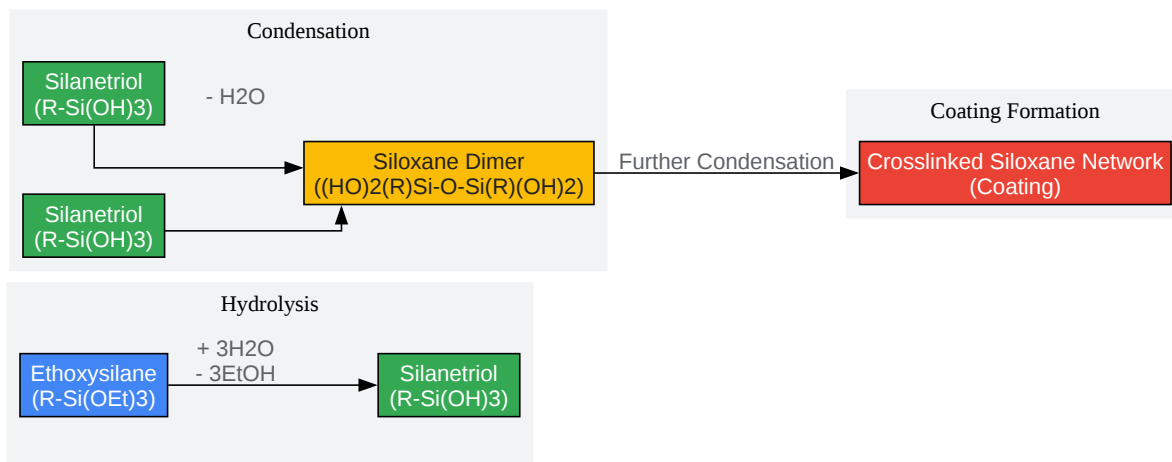 Condensation
Silanetriol
(R-Si(OH)3)
- H2O
Silanetriol
(R-Si(OH)3)
Siloxane Dimer
((HO)2(R)Si-O-Si(R)(OH)2)
Further Condensation
Coating Formation
Crosslinked Siloxane Network
(Coating)
Hydrolysis
Ethoxysilane
(R-Si(OEt)3)
+ 3H2O
- 3EtOH
Silanetriol
(R-Si(OH)3)